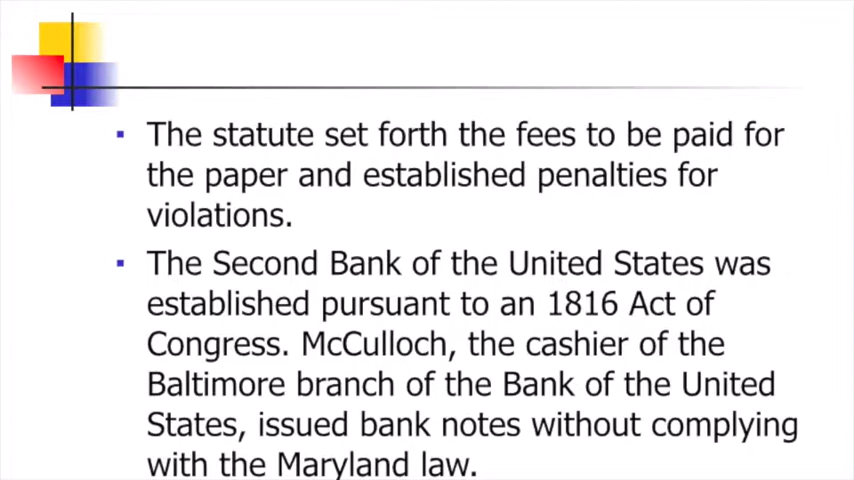 The statute set forth the fees to be paid for
the paper and established penalties for
violations.
The Second Bank of the United States was
established pursuant to an 1816 Act of
Congress. McCulloch, the cashier of the
Baltimore branch of the Bank of the United
States, issued bank notes without complying
with the Maryland law.